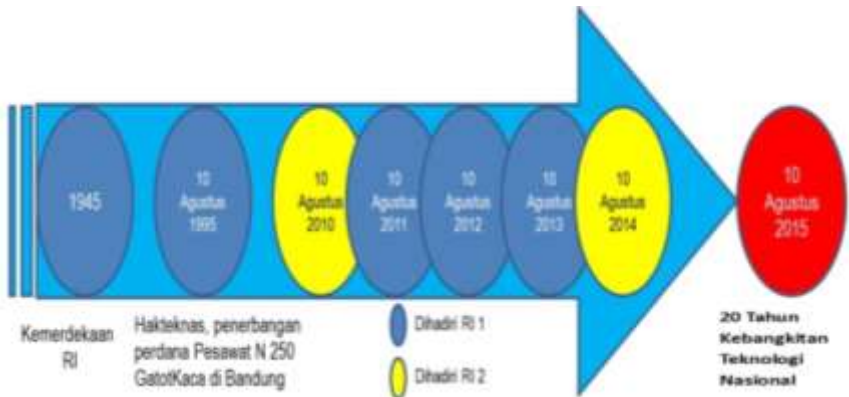 1945
10
Agustus
1995
10
Agustus
2010
10
Agustus
2011
10
Agustus
2012
10
Agustus
2013
10
Agustus
2014
10
Agustus
2015
Kemerdekaan
RI
Hakteknas, penerbangan
perdana Pesawat N 250
GatotKaca di Bandung
Dihadiri RI 1
Dihadiri RI 2
20 Tahun
Kebangkitan
Teknologi
Nasional